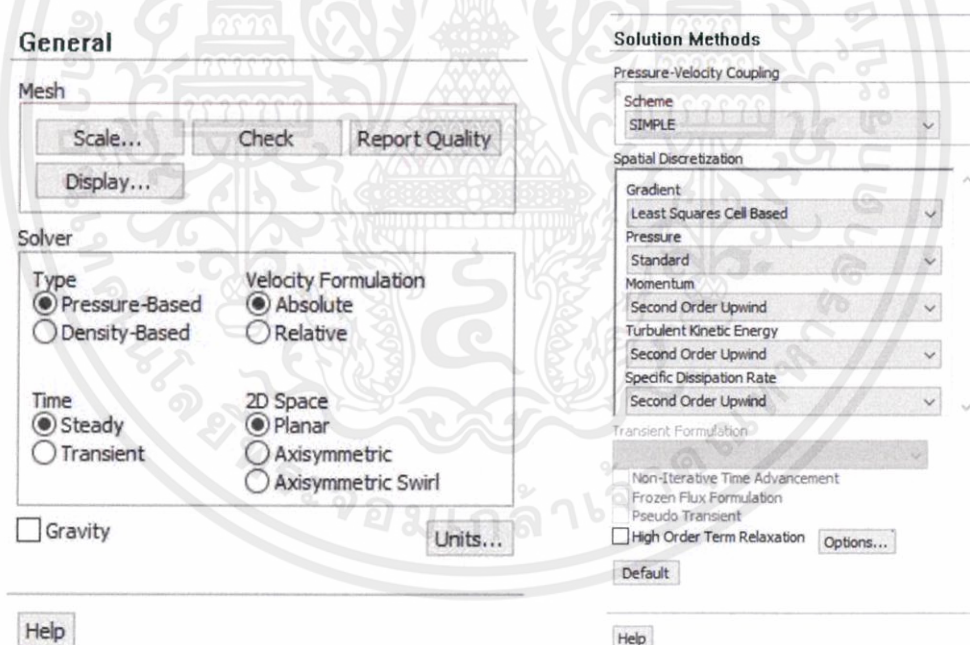 General
Mesh
Scale...
Check
Report Quality
Display...
Solver
Type
Pressure-Based
Density-Based
Velocity Formulation
Absolute
Relative
Time
Steady
Transient
2D Space
Planar
Axisymmetric
Axisymmetric Swirl
Gravity
Units...
Help
Solution Methods
Pressure-Velocity Coupling
Scheme
SIMPLE
Spatial Discretization
Gradient
Least Squares Cell Based
Pressure
Standard
Momentum
Second Order Upwind
Turbulent Kinetic Energy
Second Order Upwind
Specific Dissipation Rate
Second Order Upwind
Transient Formulation
Non-Iterative Time Advancement
Frozen Flux Formulation
Pseudo Transient
High Order Term Relaxation
Options...
Default
Help